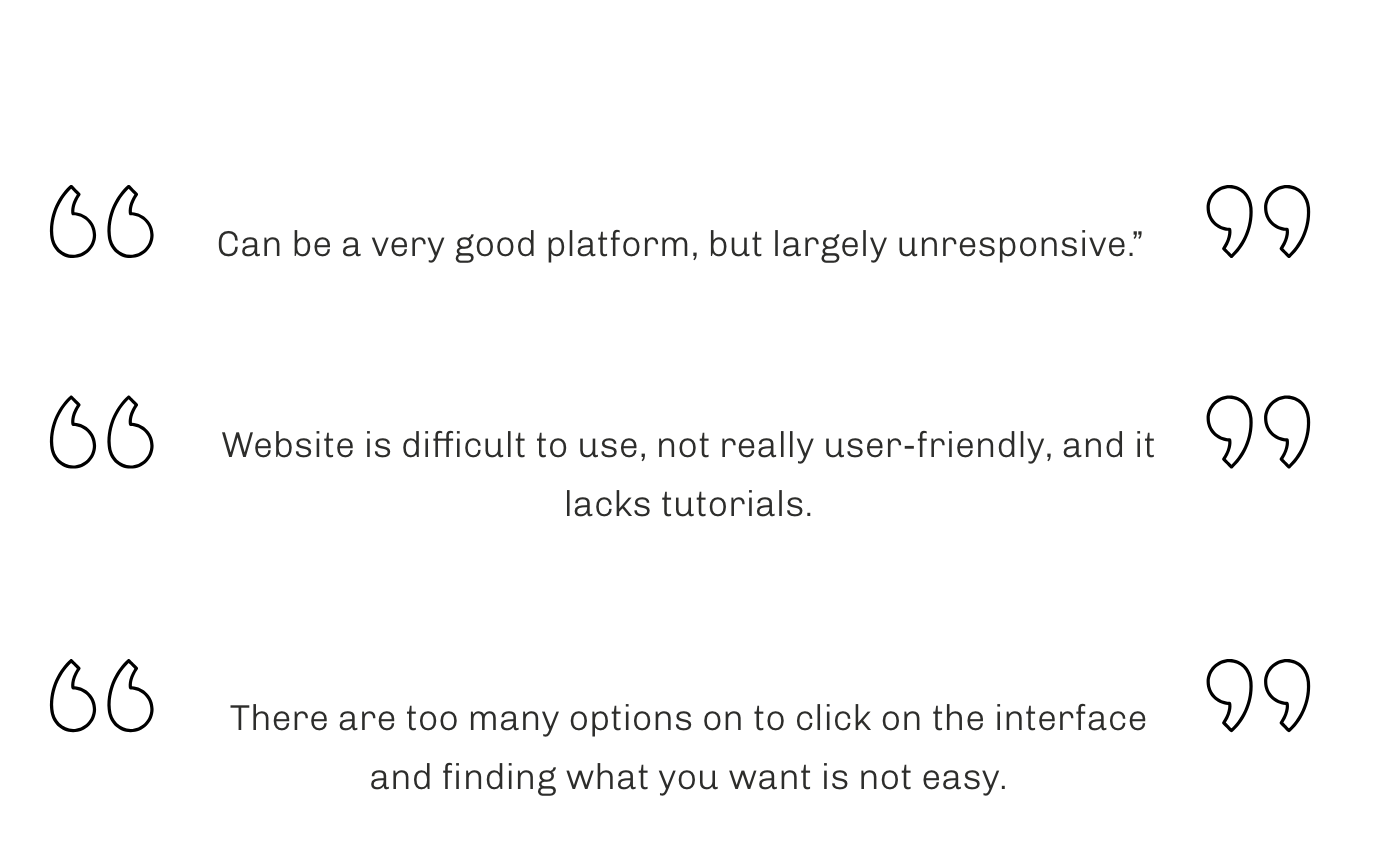 Can be a very good platform, but largely unresponsive.”
Website is difficult to use, not really user-friendly, and it
lacks tutorials.
There are too many options on to click on the interface
and finding what you want is not easy.